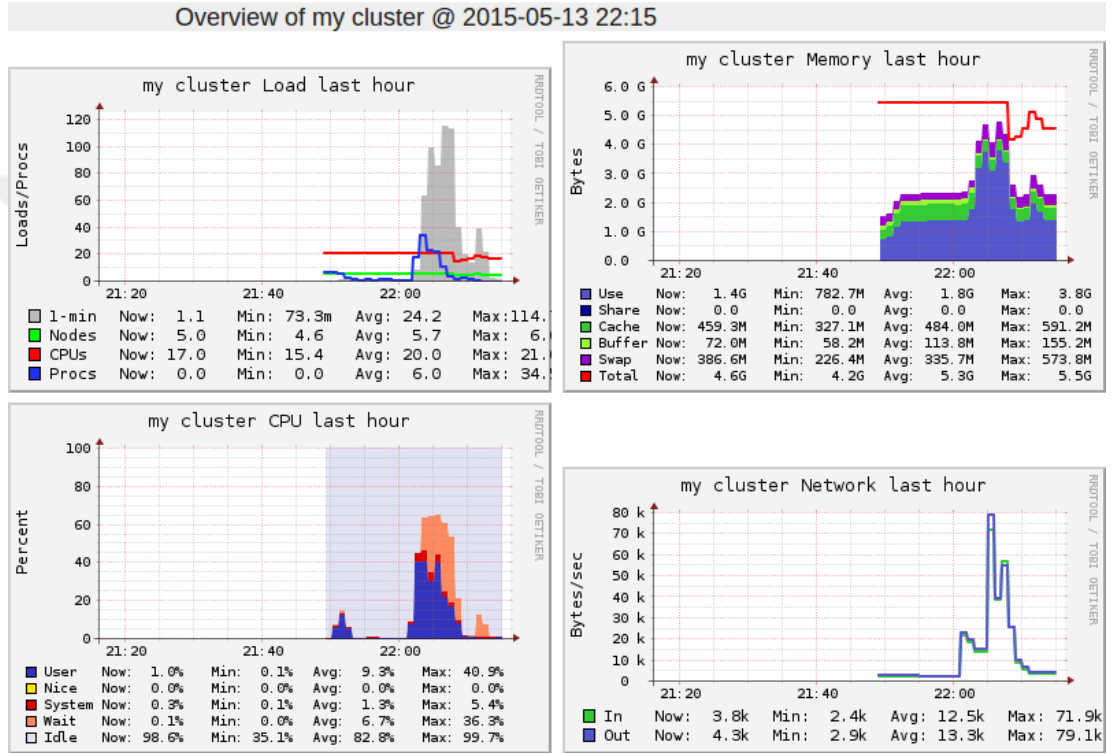 Overview of my cluster @ 2015-05-13 22:15
my cluster Load last hour
RRDTOOL / TOBI OETIKER
Loads/Procs
120
100
80
60
40
20
0
21:20 21:40 22:00
1-min Now: 1.1 Min: 73.3m Avg: 24.2 Max:114.
Nodes Now: 5.0 Min: 4.6 Avg: 5.7 Max: 6.
CPUs Now: 17.0 Min: 15.4 Avg: 20.0 Max: 21.
Procs Now: 0.0 Min: 0.0 Avg: 6.0 Max: 34.
my cluster Memory last hour
RRDTOOL / TOBI OETIKER
Bytes
6.0 G
5.0 G
4.0 G
3.0 G
2.0 G
1.0 G
0.0
21:20 21:40 22:00
Use Now: 1.4G Min: 782.7M Avg: 1.8G Max: 3.8G
Share Now: 0.0 Min: 0.0 Avg: 0.0 Max: 0.0
Cache Now: 459.3M Min: 327.1M Avg: 484.0M Max: 591.2M
Buffer Now: 72.0M Min: 58.2M Avg: 113.8M Max: 155.2M
Swap Now: 386.6M Min: 226.4M Avg: 335.7M Max: 573.8M
Total Now: 4.6G Min: 4.2G Avg: 5.3G Max: 5.5G
my cluster CPU last hour
RRDTOOL / TOBI OETIKER
Percent
100
80
60
40
20
0
21:20 21:40 22:00
User Now: 1.0% Min: 0.1% Avg: 9.3% Max: 40.9%
Nice Now: 0.0% Min: 0.0% Avg: 0.0% Max: 0.0%
System Now: 0.3% Min: 0.1% Avg: 1.3% Max: 5.4%
Wait Now: 0.1% Min: 0.0% Avg: 6.7% Max: 36.3%
Idle Now: 98.6% Min: 35.1% Avg: 82.8% Max: 99.7%
my cluster Network last hour
RRDTOOL / TOBI OETIKER
Bytes/sec
80 k
70 k
60 k
50 k
40 k
30 k
20 k
10 k
0
21:20 21:40 22:00
In Now: 3.8k Min: 2.4k Avg: 12.5k Max: 71.9k
Out Now: 4.3k Min: 2.9k Avg: 13.3k Max: 79.1k